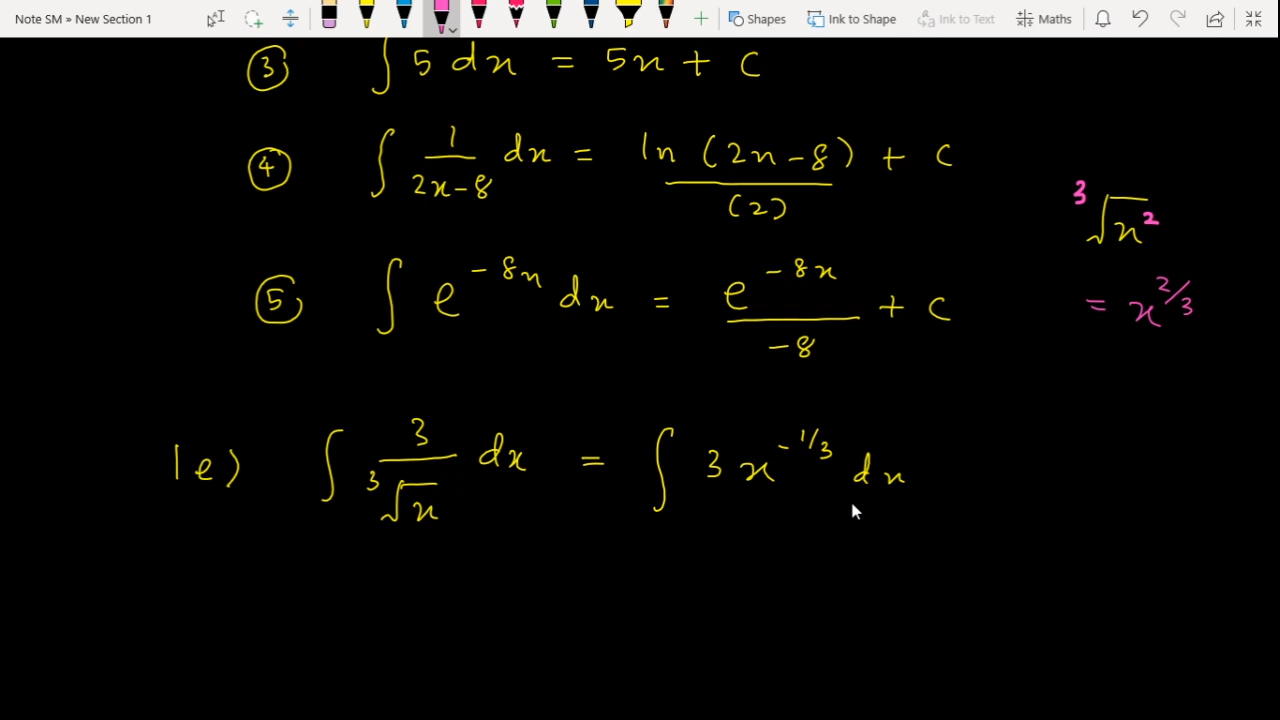 Note SM » New Section 1
Shapes
Ink to Shape
Ink to Text
Maths
③ ∫ 5 dx = 5x + c
④ ∫ 1/(2x-8) dx = ln (2x-8)/(2) + c
3√x2
= x^2/3
⑤ ∫ e^-8x dx = e^-8x/-8 + c
1e) ∫ 3/3√x dx = ∫ 3x^-1/3 dx